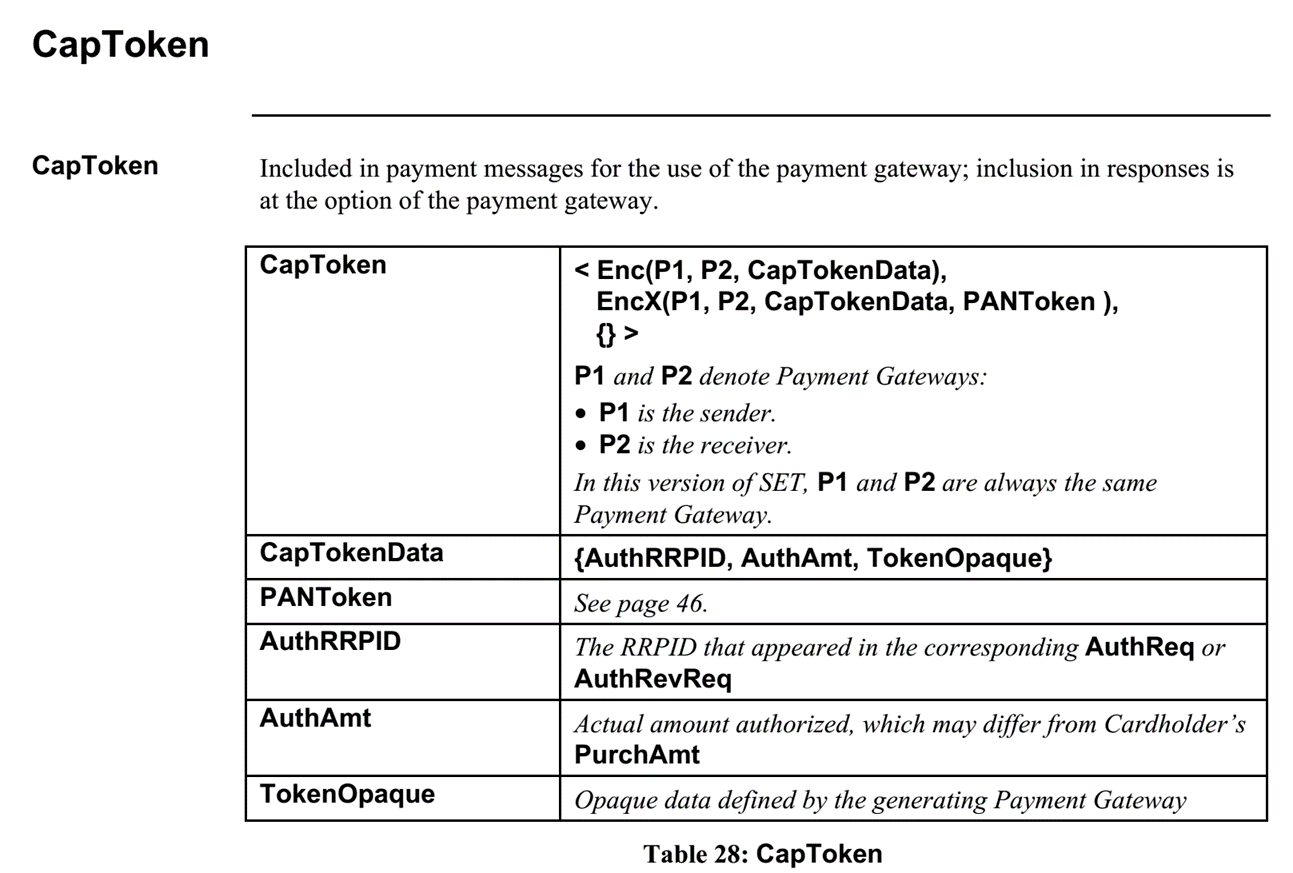 CapToken
CapToken
Included in payment messages for the use of the payment gateway; inclusion in responses is
at the option of the payment gateway.
CapToken
< Enc(P1, P2, CapTokenData),
EncX(P1, P2, CapTokenData, PANToken ),
{} >
P1 and P2 denote Payment Gateways:
• P1 is the sender.
• P2 is the receiver.
In this version of SET, P1 and P2 are always the same
Payment Gateway.
CapTokenData
{AuthRRPID, AuthAmt, TokenOpaque}
PANToken
See page 46.
AuthRRPID
The RRPID that appeared in the corresponding AuthReq or
AuthRevReq
AuthAmt
Actual amount authorized, which may differ from Cardholder’s
PurchAmt
TokenOpaque
Opaque data defined by the generating Payment Gateway
Table 28: CapToken